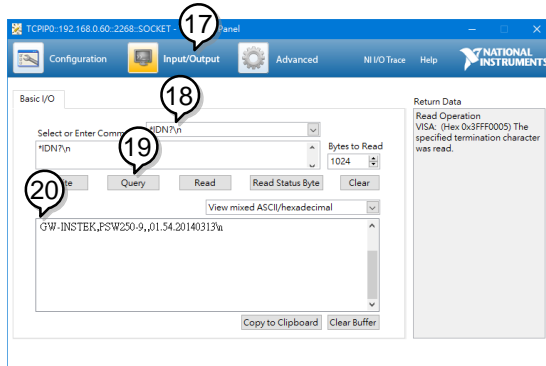 TCPIP0::192.168.0.60::2268::SOCKET -
17
Configuration
Input/Output
Advanced
NI I/O Trace
Help
NATIONAL
INSTRUMENTS
Basic I/O
18
Select or Enter
*IDN?\n
*IDN?\n
19
Bytes to Read
1024
Query
Read
Read Status Byte
Clear
20
View mixed ASCII/hexadecimal
GW-INSTEK,PSW250-9,,01.54.20140313\n
Copy to Clipboard
Clear Buffer
Return Data
Read Operation
VISA: (Hex 0x3FFF0005) The
specified termination character
was read.